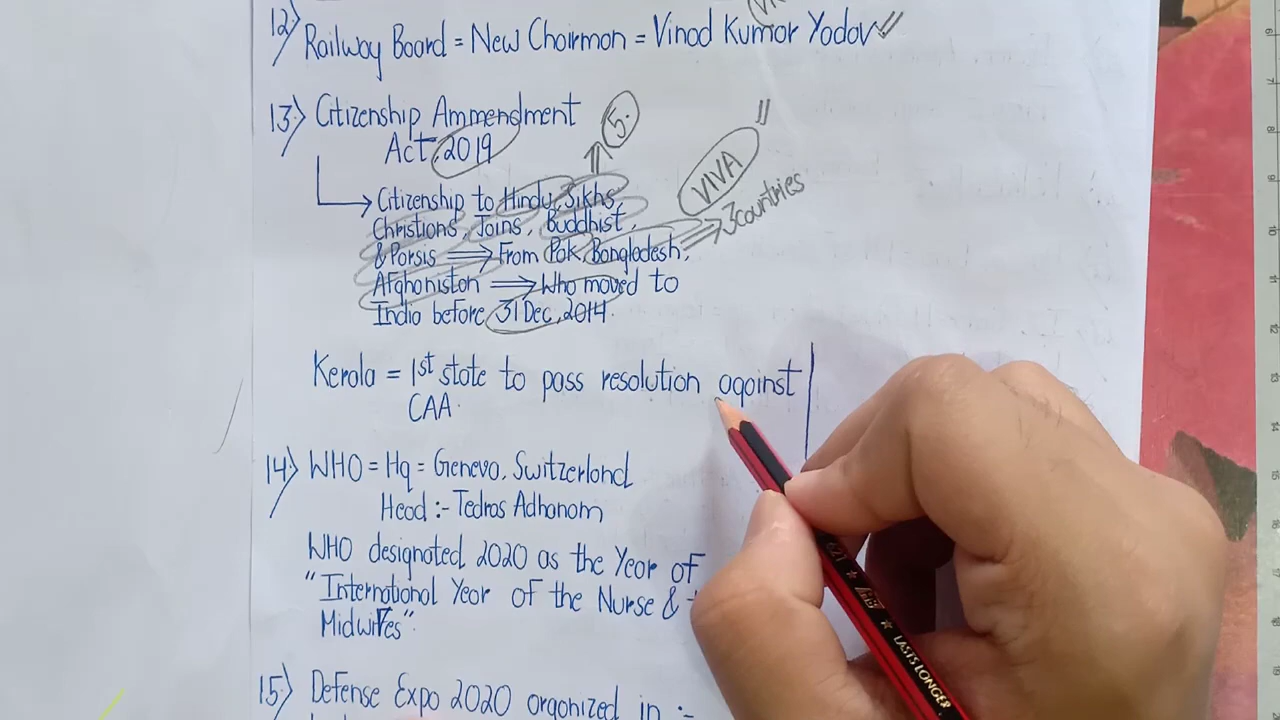 12) Railway Board = New Chairman = Vinod Kumar Yadav
13) Citizenship Ammendment
Act, 2019
5.
VIVA
3 countries
Citizenship to Hindu, Sikhs,
Christians, Jains, Buddhist,
& Parsis ⟹ From Pak, Bangladesh,
Afghanistan ⟹ Who moved to
India before 31 Dec, 2014.
Kerala = 1st state to pass resolution against
CAA.
14) WHO = Hq = Geneva, Switzerland
Head :- Tedros Adhanom
WHO designated 2020 as the Year of
"International Year of the Nurse &
Midwifes".
15) Defense Expo 2020 organized in :-
LASTS LONGER